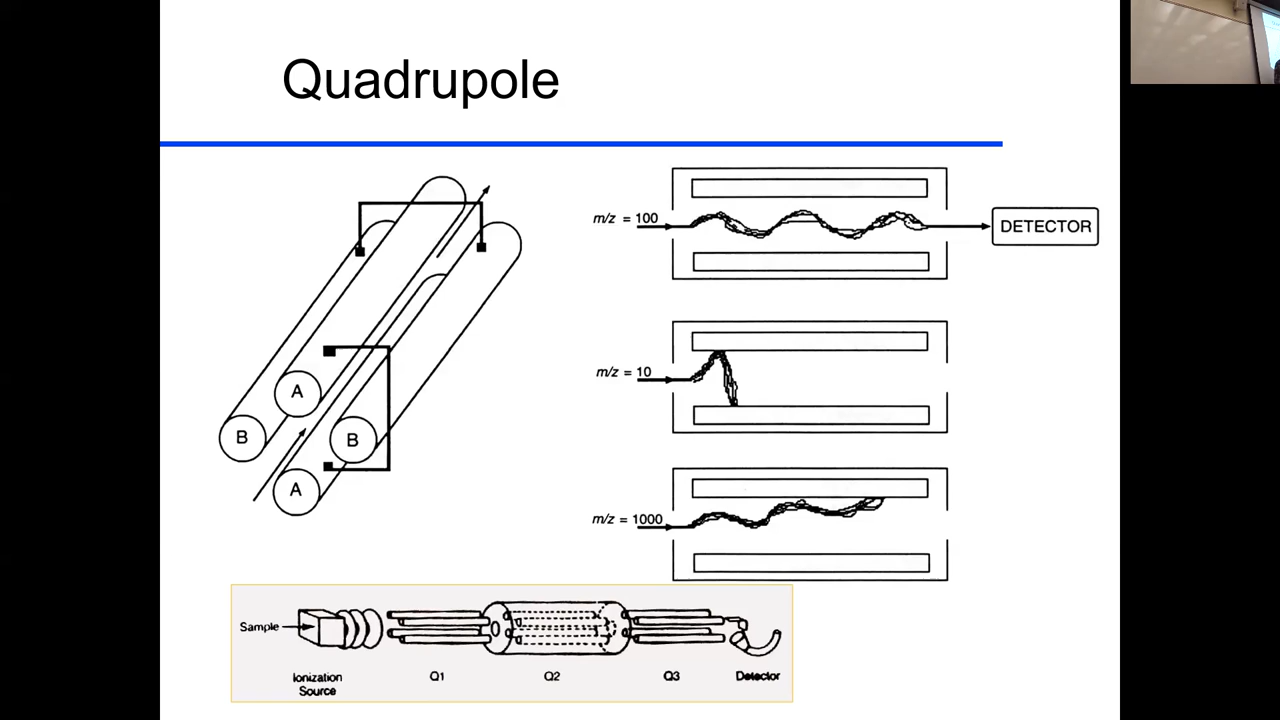 Quadrupole
A
B
B
A
m/z = 100
DETECTOR
m/z = 10
m/z = 1000
Sample
Ionization
Source
Q1
Q2
Q3
Detector